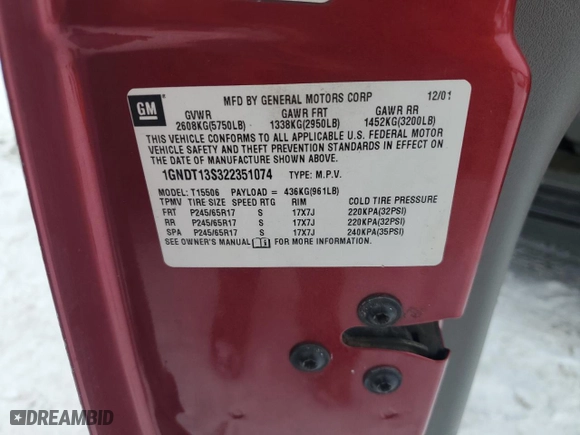 GM
MFD BY GENERAL MOTORS CORP 12/01
GVWR GAWR FRT GAWR RR
2608KG(5750LB) 1338KG(2950LB) 1452KG(3200LB)
THIS VEHICLE CONFORMS TO ALL APPLICABLE U.S. FEDERAL MOTOR
VEHICLE SAFETY AND THEFT PREVENTION STANDARDS IN EFFECT ON
THE DATE OF MANUFACTURE SHOWN ABOVE.
1GNDT13S322351074 TYPE: M.P.V.
MODEL: T15506 PAYLOAD = 436KG(961LB)
TPMV TIRE SIZE SPEED RTG RIM COLD TIRE PRESSURE
FRT P245/65R17 S 17X7J 220KPA(32PSI)
RR P245/65R17 S 17X7J 220KPA(32PSI)
SPA P245/65R17 S 17X7J 240KPA(35PSI)
SEE OWNER'S MANUAL FOR MORE INFORMATION.
DREAMBID